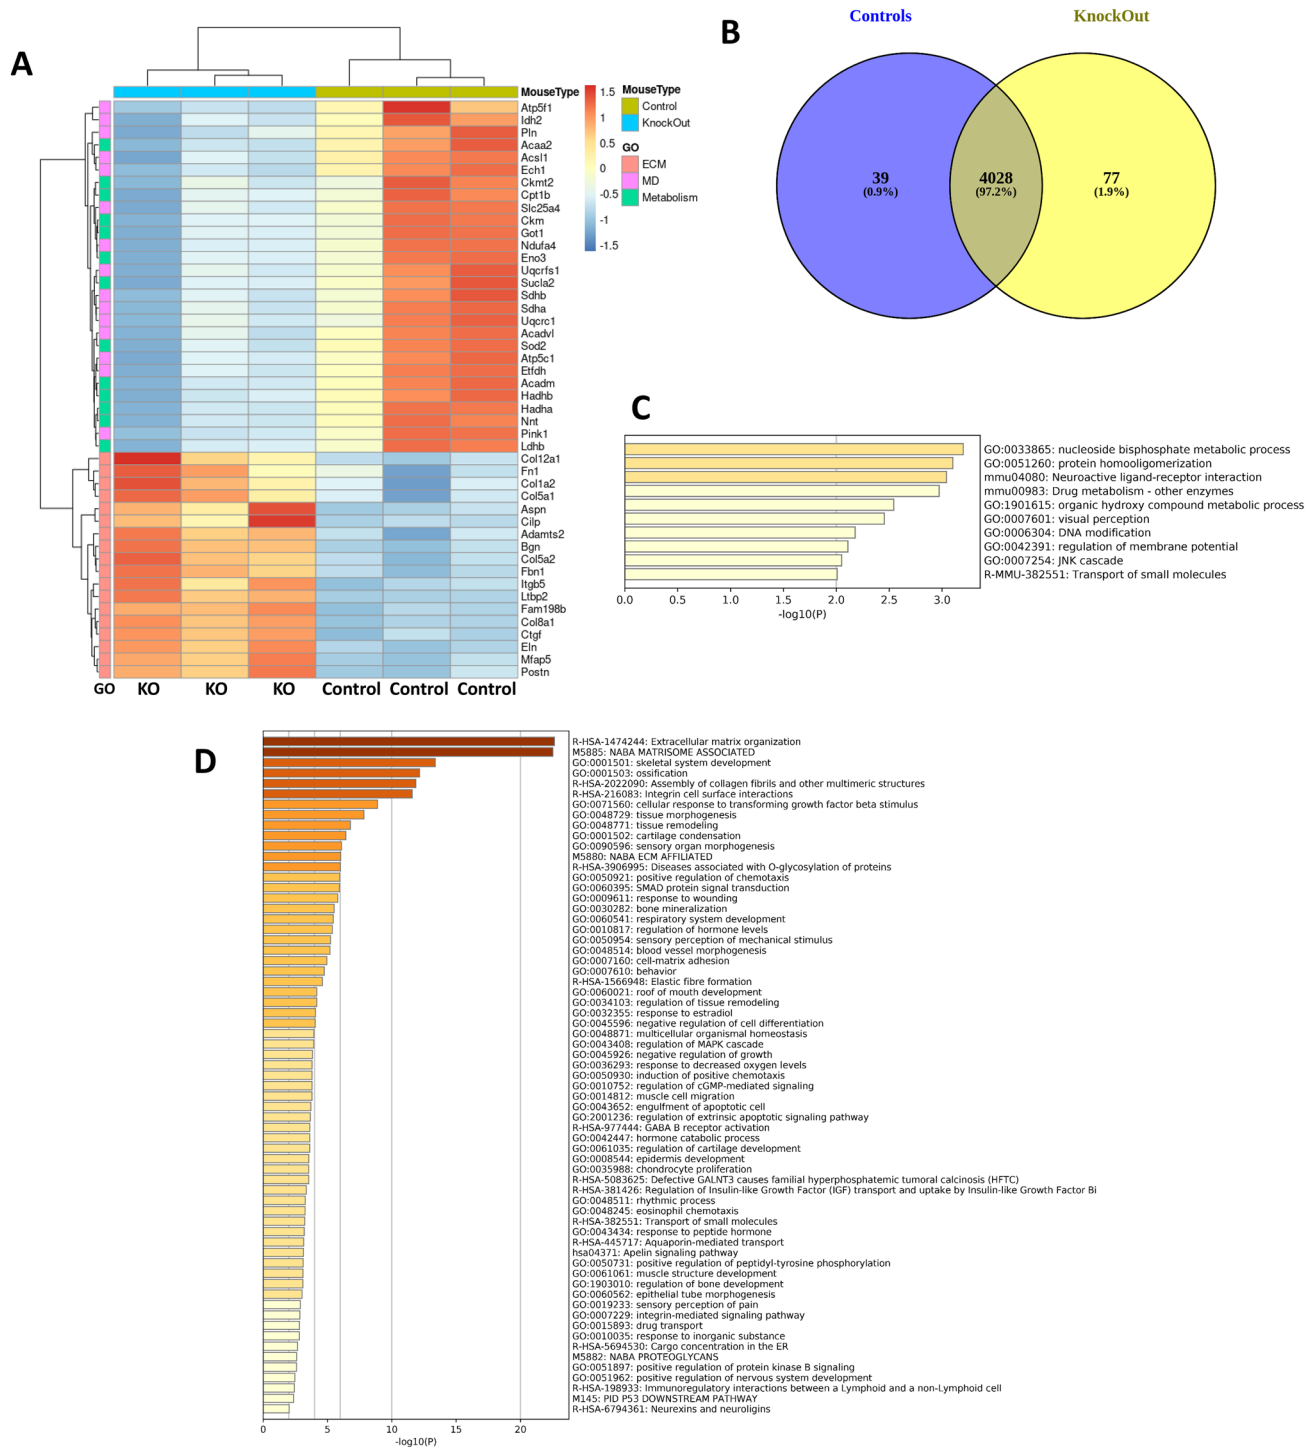 A
MouseType
Atp5f1
Idh2
Pln
Acaa2
Acsl1
Ech1
Ckmt2
Cpt1b
Slc25a4
Ckm
Got1
Ndufa4
Eno3
Uqcrfs1
Sucla2
Sdhb
Sdha
Uqcrc1
Acadvl
Sod2
Atp5c1
Etfdh
Acadm
Hadhb
Hadha
Nnt
Pink1
Ldhb
Col12a1
Fn1
Col1a2
Col5a1
Aspn
Cilp
Adamts2
Bgn
Col5a2
Fbn1
Itgb5
Ltbp2
Fam198b
Col8a1
Ctgf
Eln
Mfap5
Postn
GO KO KO KO Control Control Control
1.5
1
0.5
0
-0.5
-1
-1.5
MouseType
Control
KnockOut
GO
ECM
MD
Metabolism
B
Controls KnockOut
39 4028 77
(0.9%) (97.2%) (1.9%)
C
GO:0033865: nucleoside bisphosphate metabolic process
GO:0051260: protein homooligomerization
mmu04080: Neuroactive ligand-receptor interaction
mmu00983: Drug metabolism - other enzymes
GO:1901615: organic hydroxy compound metabolic process
GO:0007601: visual perception
GO:0006304: DNA modification
GO:0042391: regulation of membrane potential
GO:0007254: JNK cascade
R-MMU-382551: Transport of small molecules
0.0 0.5 1.0 1.5 2.0 2.5 3.0
-log10(P)
D
R-HSA-1474244: Extracellular matrix organization
M5885: NABA MATRISOME ASSOCIATED
GO:0001501: skeletal system development
GO:0001503: ossification
R-HSA-2022090: Assembly of collagen fibrils and other multimeric structures
R-HSA-216083: Integrin cell surface interactions
GO:0071560: cellular response to transforming growth factor beta stimulus
GO:0048729: tissue morphogenesis
GO:0048771: tissue remodeling
GO:0001502: cartilage condensation
GO:0090596: sensory organ morphogenesis
M5880: NABA ECM AFFILIATED
R-HSA-3906995: Diseases associated with O-glycosylation of proteins
GO:0050921: positive regulation of chemotaxis
GO:0060395: SMAD protein signal transduction
GO:0009611: response to wounding
GO:0030282: bone mineralization
GO:0060541: respiratory system development
GO:0010817: regulation of hormone levels
GO:0050954: sensory perception of mechanical stimulus
GO:0048514: blood vessel morphogenesis
GO:0007160: cell-matrix adhesion
GO:0007610: behavior
R-HSA-1566948: Elastic fibre formation
GO:0060021: roof of mouth development
GO:0034103: regulation of tissue remodeling
GO:0032355: response to estradiol
GO:0045596: negative regulation of cell differentiation
GO:0048871: multicellular organismal homeostasis
GO:0043408: regulation of MAPK cascade
GO:0045926: negative regulation of growth
GO:0036293: response to decreased oxygen levels
GO:0050930: induction of positive chemotaxis
GO:0010752: regulation of cGMP-mediated signaling
GO:0014812: muscle cell migration
GO:0043652: engulfment of apoptotic cell
GO:2001236: regulation of extrinsic apoptotic signaling pathway
R-HSA-977444: GABA B receptor activation
GO:0042447: hormone catabolic process
GO:0061035: regulation of cartilage development
GO:0008544: epidermis development
GO:0035988: chondrocyte proliferation
R-HSA-5083625: Defective GALNT3 causes familial hyperphosphatemic tumoral calcinosis (HFTC)
R-HSA-381426: Regulation of Insulin-like Growth Factor (IGF) transport and uptake by Insulin-like Growth Factor Bi
GO:0048511: rhythmic process
GO:0048245: eosinophil chemotaxis
R-HSA-382551: Transport of small molecules
GO:0043434: response to peptide hormone
R-HSA-445717: Aquaporin-mediated transport
hsa04371: Apelin signaling pathway
GO:0050731: positive regulation of peptidyl-tyrosine phosphorylation
GO:0061061: muscle structure development
GO:1903010: regulation of bone development
GO:0060562: epithelial tube morphogenesis
GO:0019233: sensory perception of pain
GO:0007229: integrin-mediated signaling pathway
GO:0015893: drug transport
GO:0010035: response to inorganic substance
R-HSA-5694530: Cargo concentration in the ER
M5882: NABA PROTEOGLYCANS
GO:0051897: positive regulation of protein kinase B signaling
GO:0051962: positive regulation of nervous system development
R-HSA-198933: Immunoregulatory interactions between a Lymphoid and a non-Lymphoid cell
M145: PID P53 DOWNSTREAM PATHWAY
R-HSA-6794361: Neurexins and neuroligins
0 5 10 15 20
-log10(P)